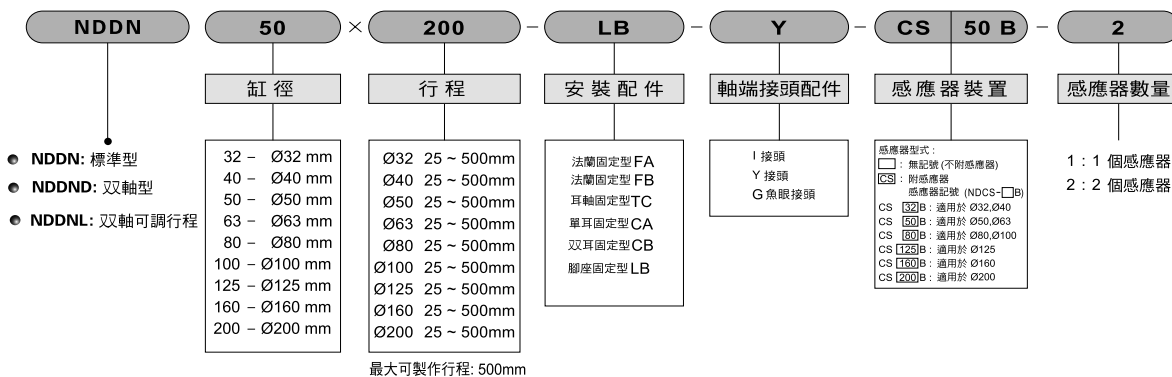 NDDN 50 × 200 – LB – Y – CS 50 B – 2
缸徑
行程
安裝配件
軸端接頭配件
感應器裝置
感應器數量
NDDN: 標準型
NDDND: 双軸型
NDDNL: 双軸可調行程
32 – Ø32 mm
40 – Ø40 mm
50 – Ø50 mm
63 – Ø63 mm
80 – Ø80 mm
100 – Ø100 mm
125 – Ø125 mm
160 – Ø160 mm
200 – Ø200 mm
Ø32 25 ~ 500mm
Ø40 25 ~ 500mm
Ø50 25 ~ 500mm
Ø63 25 ~ 500mm
Ø80 25 ~ 500mm
Ø100 25 ~ 500mm
Ø125 25 ~ 500mm
Ø160 25 ~ 500mm
Ø200 25 ~ 500mm
最大可製作行程: 500mm
法蘭固定型FA
法蘭固定型FB
耳軸固定型TC
單耳固定型CA
双耳固定型CB
腳座固定型LB
I 接頭
Y 接頭
G 魚眼接頭
感應器型式 :
□ : 無記號 (不附感應器)
CS : 附感應器
感應器記號 (NDCS-□B)
CS 32 B : 適用於 Ø32,Ø40
CS 50 B : 適用於 Ø50,Ø63
CS 80 B : 適用於 Ø80,Ø100
CS 125 B : 適用於 Ø125
CS 160 B : 適用於 Ø160
CS 200 B : 適用於 Ø200
1 : 1 個感應器
2 : 2 個感應器